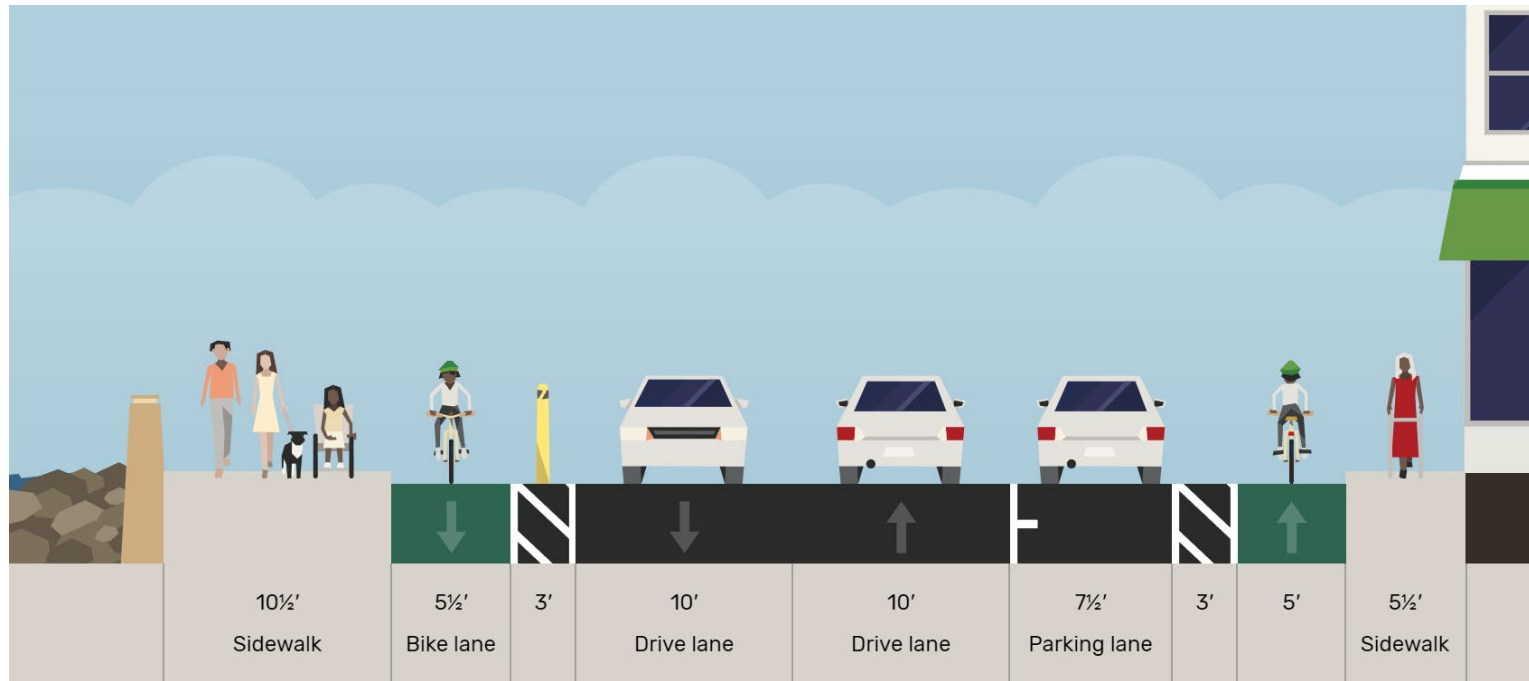 10½′ 5½′ 3′ 10′ 10′ 7½′ 3′ 5′ 5½′
Sidewalk Bike lane Drive lane Drive lane Parking lane Sidewalk